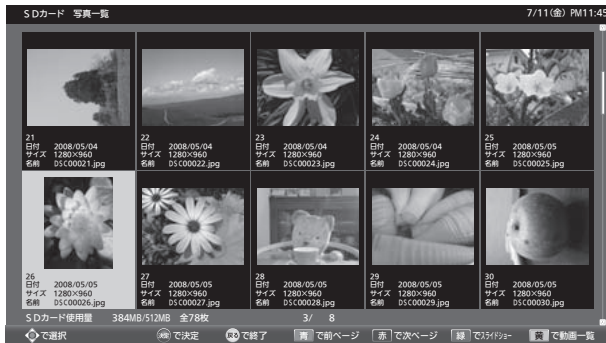 SDカード 写真一覧
7/11(金) PM11:45
21
日付 2008/05/04
サイズ 1280×960
名前 DSC00021.jpg
22
日付 2008/05/04
サイズ 1280×960
名前 DSC00022.jpg
23
日付 2008/05/04
サイズ 1280×960
名前 DSC00023.jpg
24
日付 2008/05/04
サイズ 1280×960
名前 DSC00024.jpg
25
日付 2008/05/05
サイズ 1280×960
名前 DSC00025.jpg
26
日付 2008/05/05
サイズ 1280×960
名前 DSC00026.jpg
27
日付 2008/05/05
サイズ 1280×960
名前 DSC00027.jpg
28
日付 2008/05/05
サイズ 1280×960
名前 DSC00028.jpg
29
日付 2008/05/05
サイズ 1280×960
名前 DSC00029.jpg
30
日付 2008/05/05
サイズ 1280×960
名前 DSC00030.jpg
SDカード使用量 384MB/512MB 全78枚 3/ 8
で選択 決定 で決定 戻る で終了 青 で前ページ 赤 で次ページ 緑 でスライドショー 黄 で動画一覧